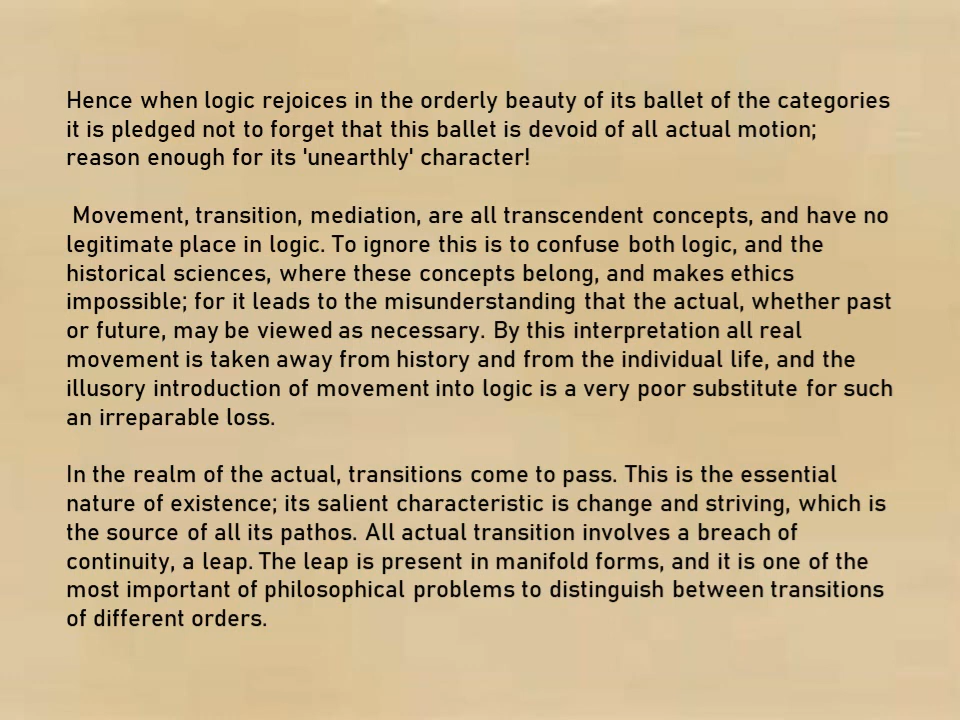 Hence when logic rejoices in the orderly beauty of its ballet of the categories
it is pledged not to forget that this ballet is devoid of all actual motion;
reason enough for its 'unearthly' character!
Movement, transition, mediation, are all transcendent concepts, and have no
legitimate place in logic. To ignore this is to confuse both logic, and the
historical sciences, where these concepts belong, and makes ethics
impossible; for it leads to the misunderstanding that the actual, whether past
or future, may be viewed as necessary. By this interpretation all real
movement is taken away from history and from the individual life, and the
illusory introduction of movement into logic is a very poor substitute for such
an irreparable loss.
In the realm of the actual, transitions come to pass. This is the essential
nature of existence; its salient characteristic is change and striving, which is
the source of all its pathos. All actual transition involves a breach of
continuity, a leap. The leap is present in manifold forms, and it is one of the
most important of philosophical problems to distinguish between transitions
of different orders.